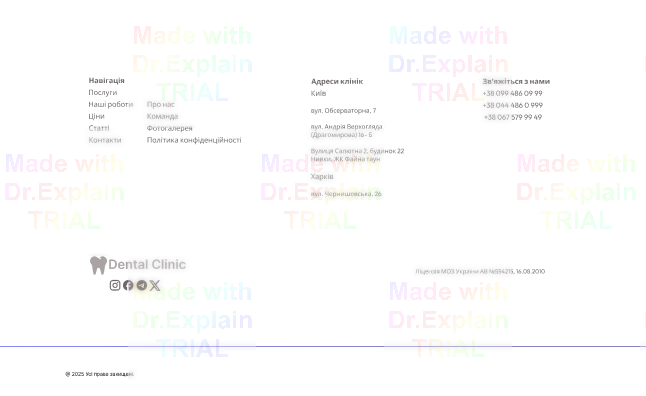 Made with
Dr.Explain
TRIAL
Made with
Dr.Explain
TRIAL
Навігація
Послуги
Наші роботи
Ціни
Статті
Контакти
Про нас
Команда
Фотогалерея
Політика конфіденційності
Адреси клінік
Київ
вул. Обсерваторна, 7
вул. Андрія Верхогляда
(Драгомирова) 16- Б
Вулиця Салютна 2, будинок 22
Нивки, ЖК Файна таун
Харків
вул. Чернишевська, 26
Зв’яжіться з нами
+38 099 486 09 99
+38 044 486 0 999
+38 067 579 99 49
Made with
Dr.Explain
TRIAL
Made with
Dr.Explain
TRIAL
Made with
Dr.Explain
TRIAL
Dental Clinic
Ліцензія МОЗ України АВ 16.08.2010
Made with
Dr.Explain
TRIAL
Made with
Dr.Explain
TRIAL
@ 2025 Усі права захищені.